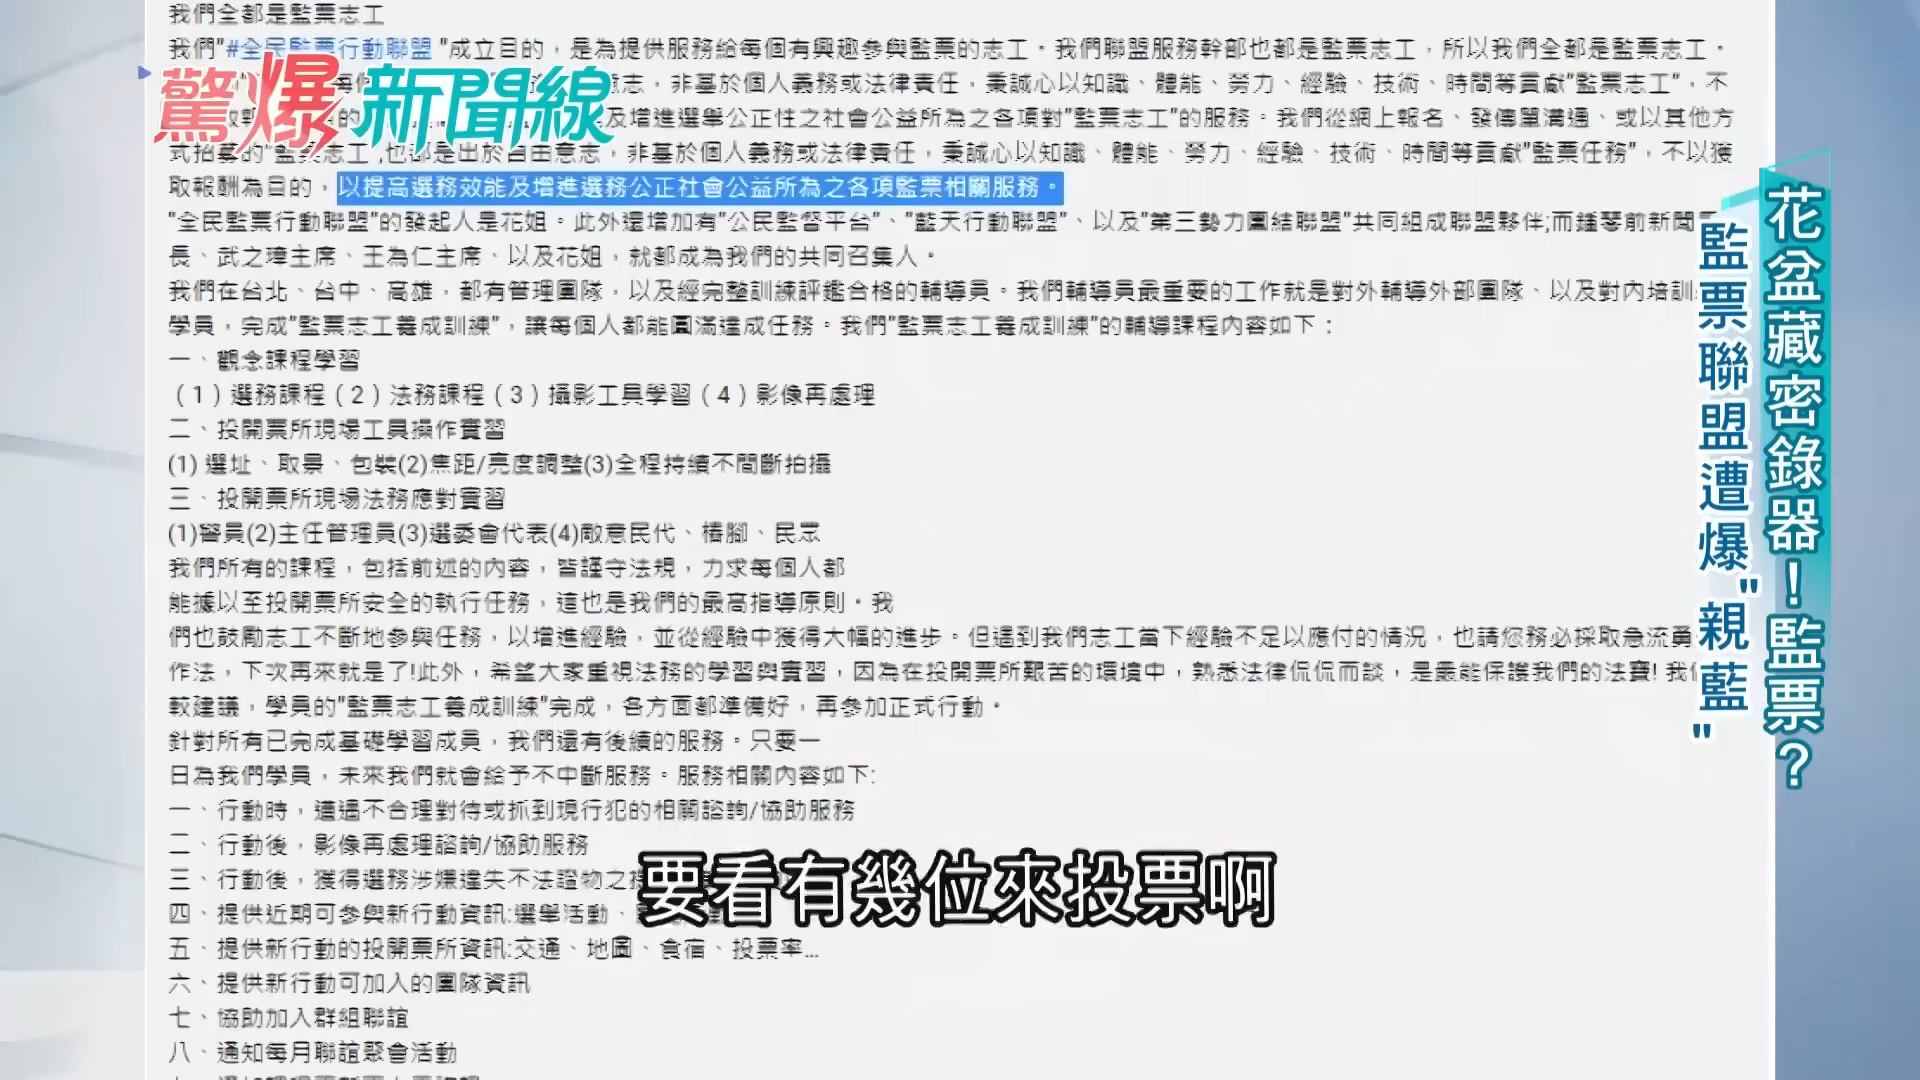 我們全都是監票志工
我們"#全民監票行動聯盟 "成立目的，是為提供服務給每個有興趣參與監票的志工。我們聯盟服務幹部也都是監票志工，所以我們全都是監票志工。
意志，非基於個人義務或法律責任，秉誠心以知識、體能、勞力、經驗、技術、時間等貢獻"監票志工"，不
及增進選舉公正性之社會公益所為之各項對"監票志工"的服務。我們從網上報名、發傳單溝通、或以其他方
式招募的"監票志工",也都是出於自由意志，非基於個人義務或法律責任，秉誠心以知識、體能、勞力、經驗、技術、時間等貢獻"監票任務"，不以獲
取報酬為目的，以提高選務效能及增進選務公正社會公益所為之各項監票相關服務。
"全民監票行動聯盟"的發起人是花姐。此外還增加有"公民監督平台"、"藍天行動聯盟"、以及"第三勢力團結聯盟"共同組成聯盟夥伴;而鍾琴前新聞
長、武之璋主席、王為仁主席、以及花姐，就都成為我們的共同召集人。
我們在台北、台中、高雄，都有管理團隊，以及經完整訓練評鑑合格的輔導員。我們輔導員最重要的工作就是對外輔導外部團隊、以及對內培訓
學員，完成"監票志工養成訓練"，讓每個人都能圓滿達成任務。我們"監票志工養成訓練"的輔導課程內容如下：
一、觀念課程學習
（1）選務課程（2）法務課程（3）攝影工具學習（4）影像再處理
二、投開票所現場工具操作實習
(1) 選址、取景、包裝(2)焦距/亮度調整(3)全程持續不間斷拍攝
三、投開票所現場法務應對實習
(1)警員(2)主任管理員(3)選委會代表(4)敵意民代、樁腳、民眾
我們所有的課程，包括前述的內容，皆謹守法規，力求每個人都
能據以至投開票所安全的執行任務，這也是我們的最高指導原則。我
們也鼓勵志工不斷地參與任務，以增進經驗，並從經驗中獲得大幅的進步。但遇到我們志工當下經驗不足以應付的情況，也請您務必採取急流勇
作法，下次再來就是了!此外，希望大家重視法務的學習與實習，因為在投開票所艱苦的環境中，熟悉法律侃侃而談，是最能保護我們的法寶! 我們
較建議，學員的"監票志工養成訓練"完成，各方面都準備好，再參加正式行動。
針對所有已完成基礎學習成員，我們還有後續的服務。只要一
日為我們學員，未來我們就會給予不中斷服務。服務相關內容如下:
一、行動時，遭遇不合理對待或抓到現行犯的相關諮詢/協助服務
二、行動後，影像再處理諮詢/協助服務
三、行動後，獲得選務涉嫌違失不法證物之
四、提供近期可參與新行動資訊:選舉活動、
五、提供新行動的投開票所資訊:交通、地圖、食宿、投票率...
六、提供新行動可加入的團隊資訊
七、協助加入群組聯誼
八、通知每月聯誼聚會活動
驚爆新聞線
花盆藏密錄器！監票？
監票聯盟遭爆"親藍"
要看有幾位來投票啊